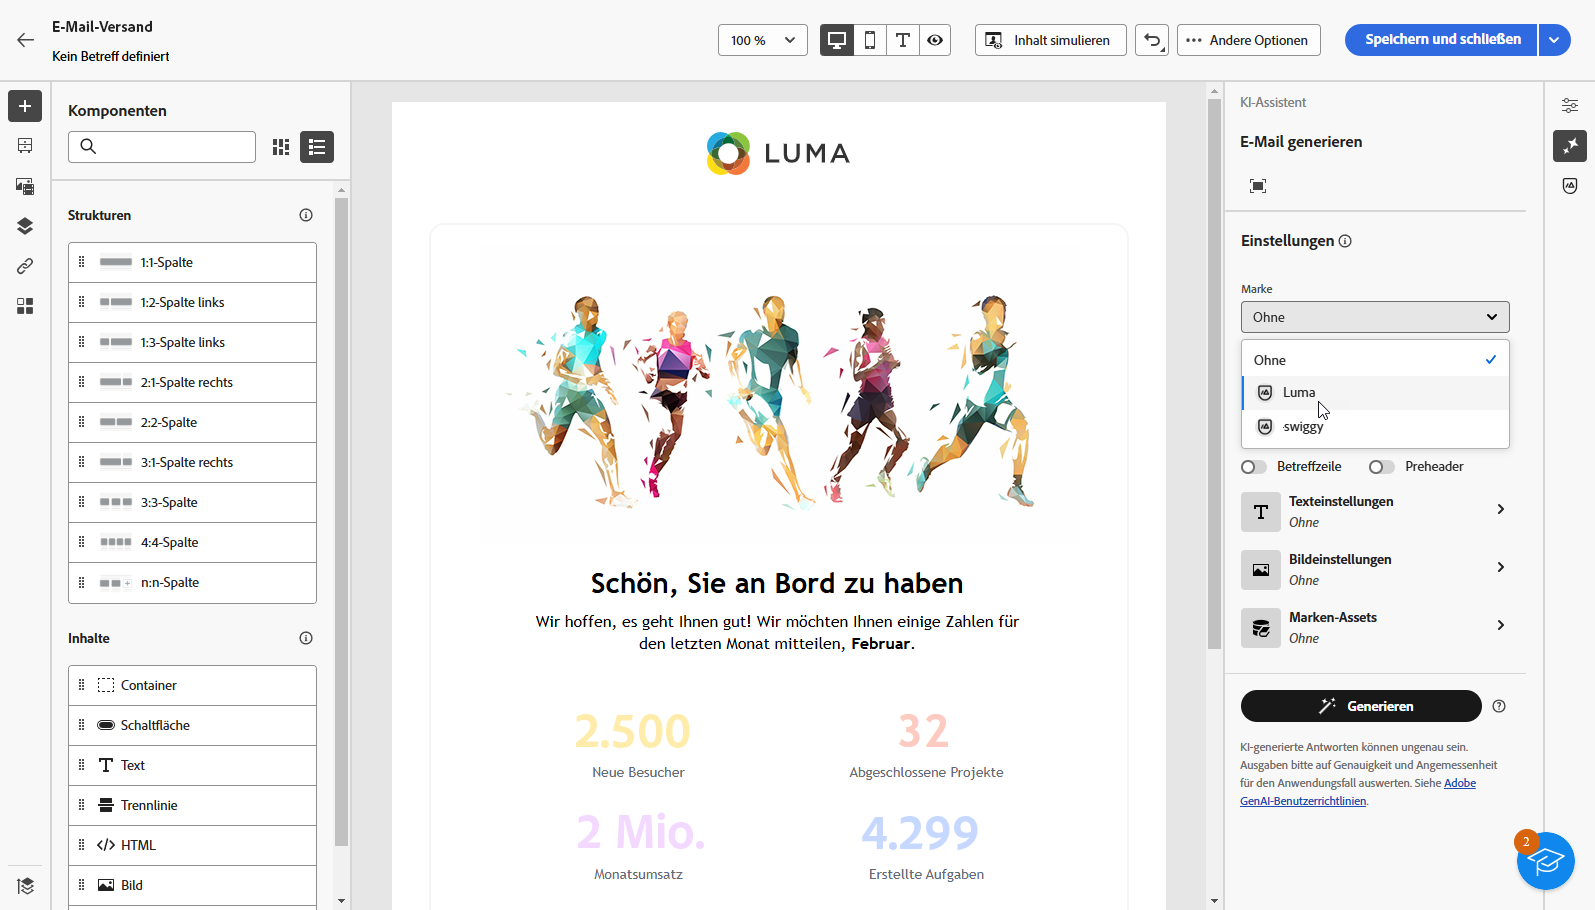 E-Mail-Versand
Kein Betreff definiert
100 %
Inhalt simulieren
Andere Optionen
Speichern und schließen
Komponenten
Strukturen
1:1-Spalte
1:2-Spalte links
1:3-Spalte links
2:1-Spalte rechts
2:2-Spalte
3:1-Spalte rechts
3:3-Spalte
4:4-Spalte
n:n-Spalte
Inhalte
Container
Schaltfläche
Text
Trennlinie
HTML
Bild
LUMA
Schön, Sie an Bord zu haben
Wir hoffen, es geht Ihnen gut! Wir möchten Ihnen einige Zahlen für
den letzten Monat mitteilen, Februar.
2.500
Neue Besucher
32
Abgeschlossene Projekte
2 Mio.
Monatsumsatz
4.299
Erstellte Aufgaben
KI-Assistent
E-Mail generieren
Einstellungen
Marke
Ohne
Ohne
Luma
swiggy
Betreffzeile
Preheader
Texteinstellungen
Ohne
Bildeinstellungen
Ohne
Marken-Assets
Ohne
Generieren
KI-generierte Antworten können ungenau sein.
Ausgaben bitte auf Genauigkeit und Angemessenheit
für den Anwendungsfall auswerten. Siehe Adobe
GenAI-Benutzerrichtlinien.
2